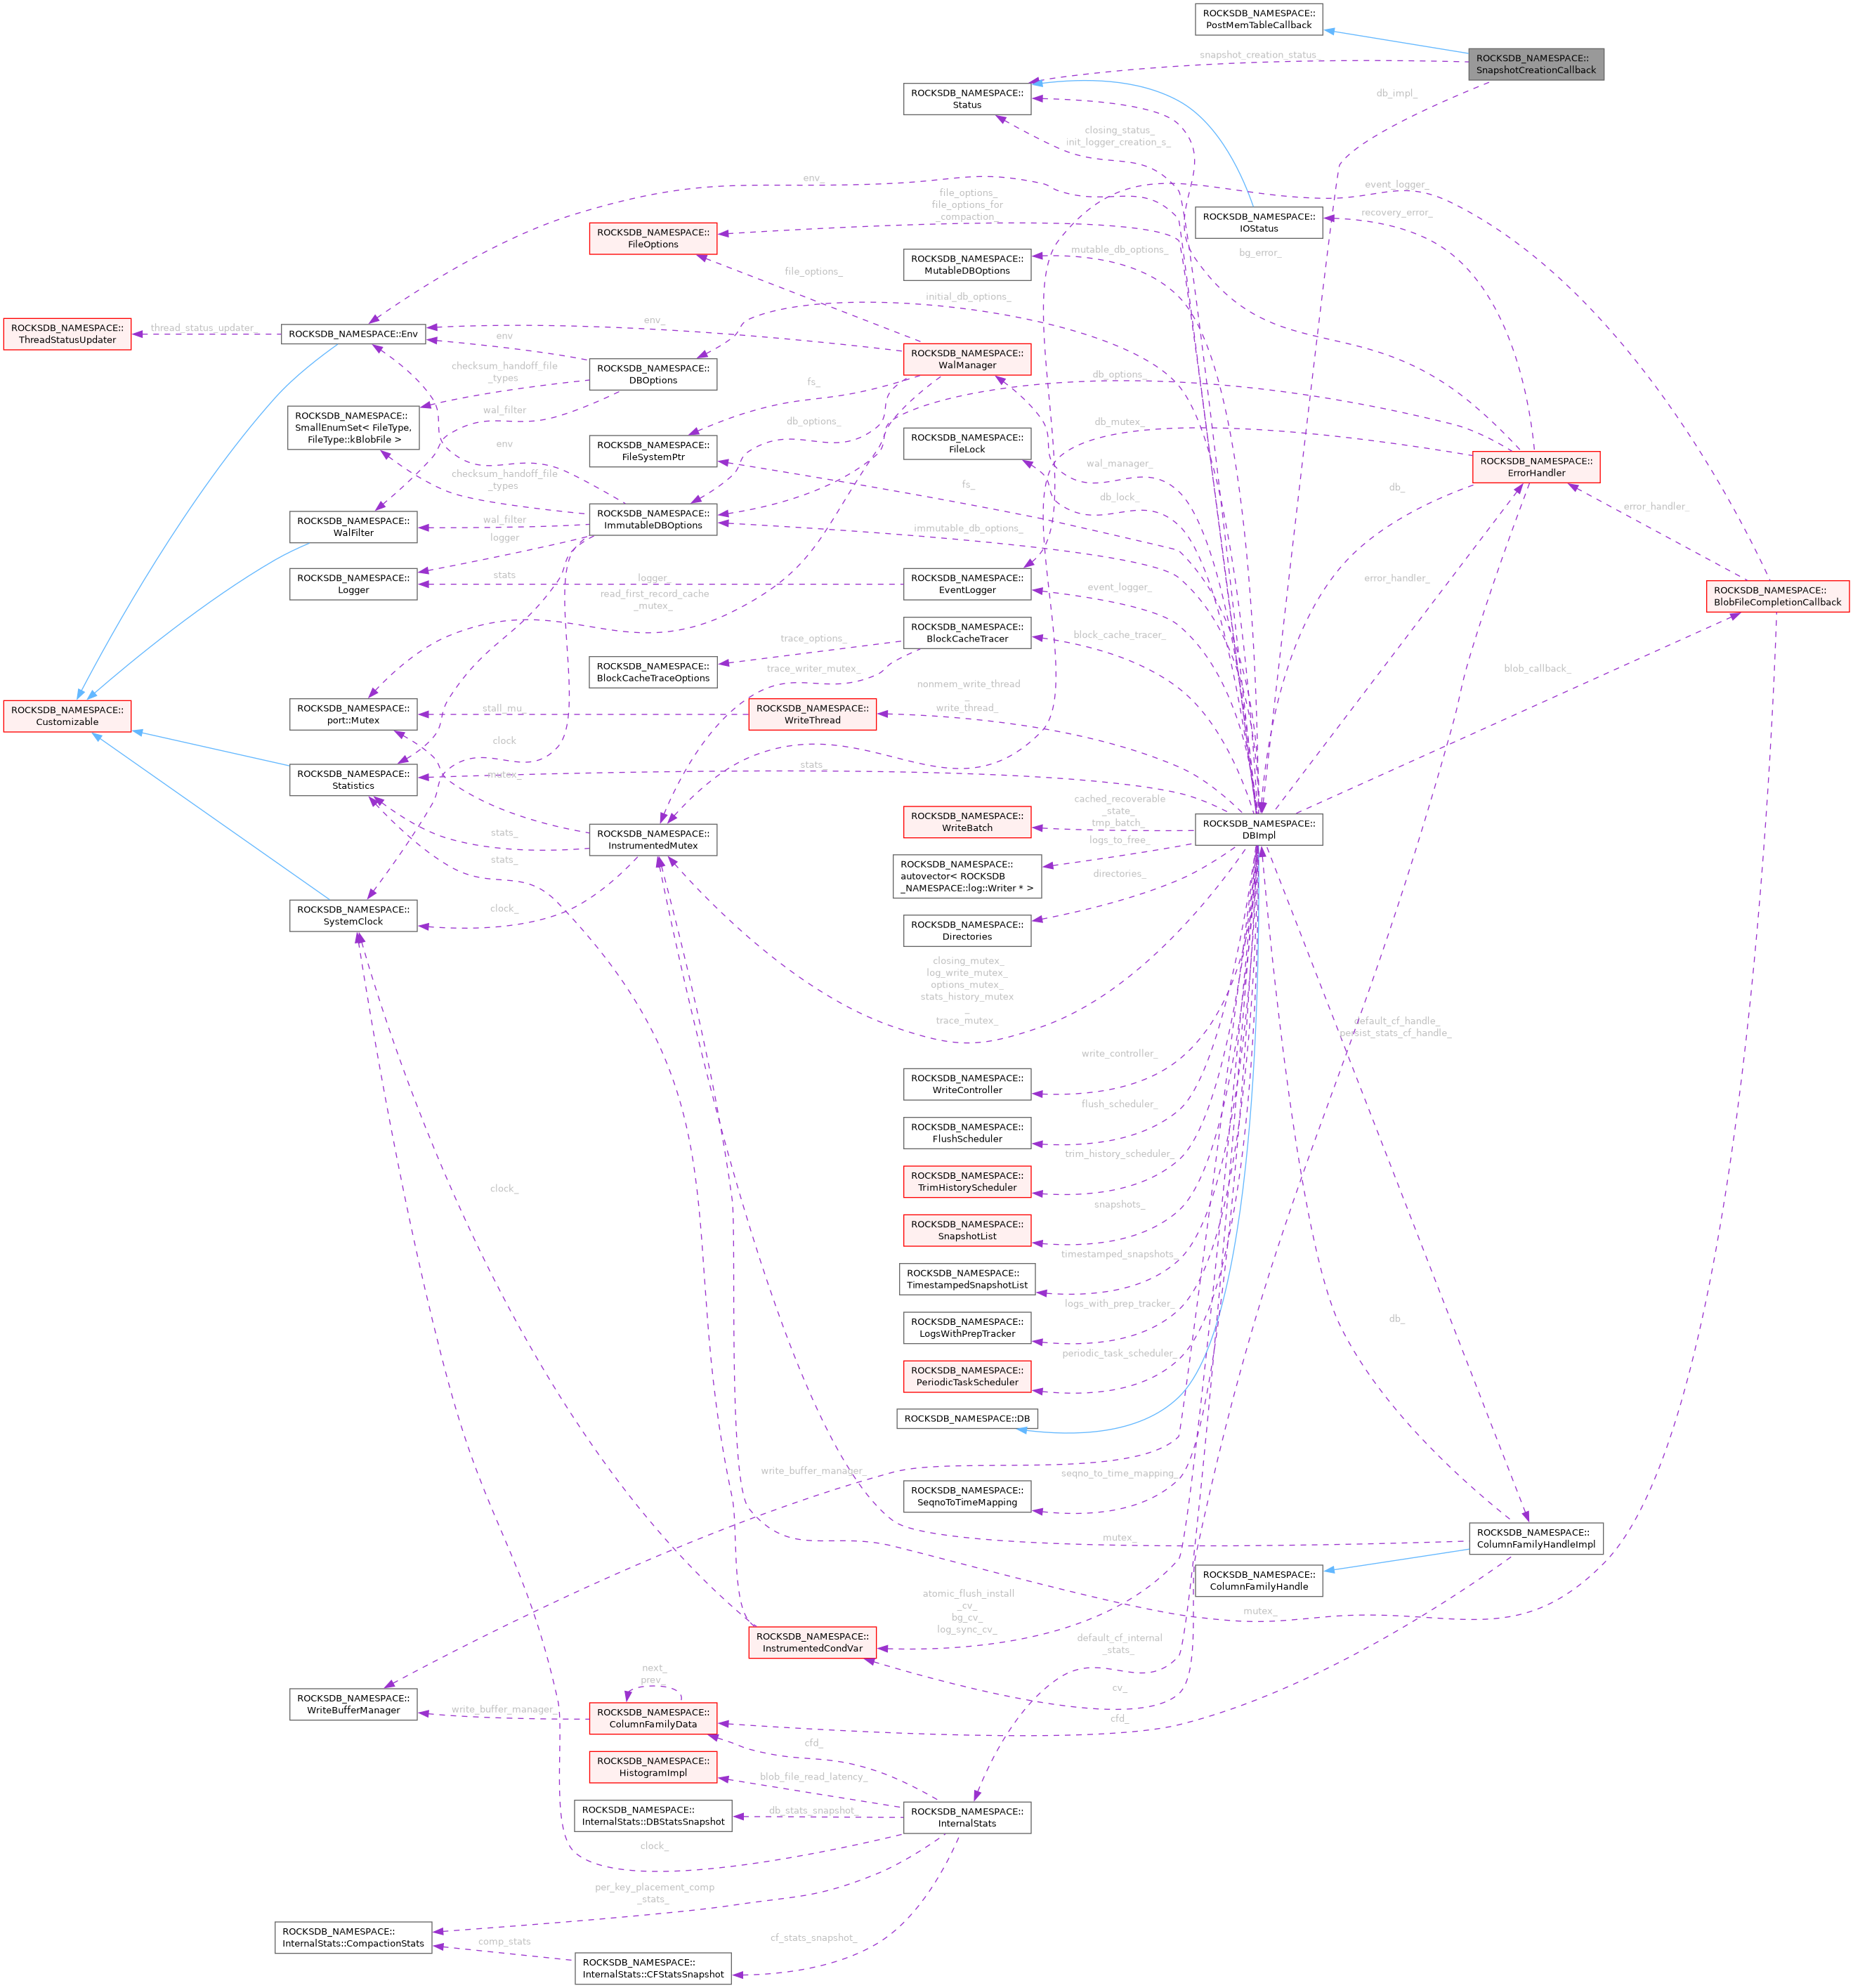 ROCKSDB_NAMESPACE::
PostMemTableCallback
ROCKSDB_NAMESPACE::
SnapshotCreationCallback
snapshot_creation_status_
db_impl_
ROCKSDB_NAMESPACE::
Status
closing_status_
init_logger_creation_s_
env_
event_logger_
file_options_
file_options_for
_compaction_
recovery_error_
ROCKSDB_NAMESPACE::
IOStatus
ROCKSDB_NAMESPACE::
FileOptions
bg_error_
mutable_db_options_
ROCKSDB_NAMESPACE::
MutableDBOptions
file_options_
initial_db_options_
ROCKSDB_NAMESPACE::
ThreadStatusUpdater
thread_status_updater_
ROCKSDB_NAMESPACE::Env
env_
env
ROCKSDB_NAMESPACE::
WalManager
ROCKSDB_NAMESPACE::
DBOptions
checksum_handoff_file
_types
fs_
db_options_
wal_filter
ROCKSDB_NAMESPACE::
SmallEnumSet< FileType,
FileType::kBlobFile >
db_options_
db_mutex_
env
ROCKSDB_NAMESPACE::
FileSystemPtr
ROCKSDB_NAMESPACE::
FileLock
wal_manager_
ROCKSDB_NAMESPACE::
ErrorHandler
checksum_handoff_file
_types
fs_
db_lock_
db_
error_handler_
wal_filter
ROCKSDB_NAMESPACE::
WalFilter
ROCKSDB_NAMESPACE::
ImmutableDBOptions
immutable_db_options_
logger
stats
logger_
ROCKSDB_NAMESPACE::
Logger
read_first_record_cache
_mutex_
ROCKSDB_NAMESPACE::
EventLogger
event_logger_
error_handler_
ROCKSDB_NAMESPACE::
BlobFileCompletionCallback
trace_options_
ROCKSDB_NAMESPACE::
BlockCacheTracer
block_cache_tracer_
ROCKSDB_NAMESPACE::
BlockCacheTraceOptions
trace_writer_mutex_
blob_callback_
nonmem_write_thread
_
write_thread_
ROCKSDB_NAMESPACE::
Customizable
ROCKSDB_NAMESPACE::
port::Mutex
stall_mu_
ROCKSDB_NAMESPACE::
WriteThread
clock
mutex_
stats_
ROCKSDB_NAMESPACE::
Statistics
cached_recoverable
_state_
tmp_batch_
ROCKSDB_NAMESPACE::
WriteBatch
ROCKSDB_NAMESPACE::
DBImpl
stats_
ROCKSDB_NAMESPACE::
InstrumentedMutex
logs_to_free_
stats_
ROCKSDB_NAMESPACE::
autovector< ROCKSDB
_NAMESPACE::log::Writer * >
directories_
clock_
ROCKSDB_NAMESPACE::
SystemClock
ROCKSDB_NAMESPACE::
Directories
closing_mutex_
log_write_mutex_
options_mutex_
stats_history_mutex
_
trace_mutex_
default_cf_handle_
persist_stats_cf_handle_
write_controller_
ROCKSDB_NAMESPACE::
WriteController
flush_scheduler_
ROCKSDB_NAMESPACE::
FlushScheduler
trim_history_scheduler_
ROCKSDB_NAMESPACE::
TrimHistoryScheduler
clock_
snapshots_
ROCKSDB_NAMESPACE::
SnapshotList
timestamped_snapshots_
ROCKSDB_NAMESPACE::
TimestampedSnapshotList
logs_with_prep_tracker_
ROCKSDB_NAMESPACE::
LogsWithPrepTracker
db_
periodic_task_scheduler_
ROCKSDB_NAMESPACE::
PeriodicTaskScheduler
ROCKSDB_NAMESPACE::DB
write_buffer_manager_
seqno_to_time_mapping_
ROCKSDB_NAMESPACE::
SeqnoToTimeMapping
mutex_
ROCKSDB_NAMESPACE::
ColumnFamilyHandleImpl
ROCKSDB_NAMESPACE::
ColumnFamilyHandle
atomic_flush_install
_cv_
bg_cv_
log_sync_cv_
mutex_
ROCKSDB_NAMESPACE::
InstrumentedCondVar
default_cf_internal
_stats_
next_
prev_
cv_
ROCKSDB_NAMESPACE::
WriteBufferManager
write_buffer_manager_
ROCKSDB_NAMESPACE::
ColumnFamilyData
cfd_
cfd_
ROCKSDB_NAMESPACE::
HistogramImpl
blob_file_read_latency_
ROCKSDB_NAMESPACE::
InternalStats::DBStatsSnapshot
db_stats_snapshot_
ROCKSDB_NAMESPACE::
InternalStats
clock_
per_key_placement_comp
_stats_
ROCKSDB_NAMESPACE::
InternalStats::CompactionStats
comp_stats
cf_stats_snapshot_
ROCKSDB_NAMESPACE::
InternalStats::CFStatsSnapshot